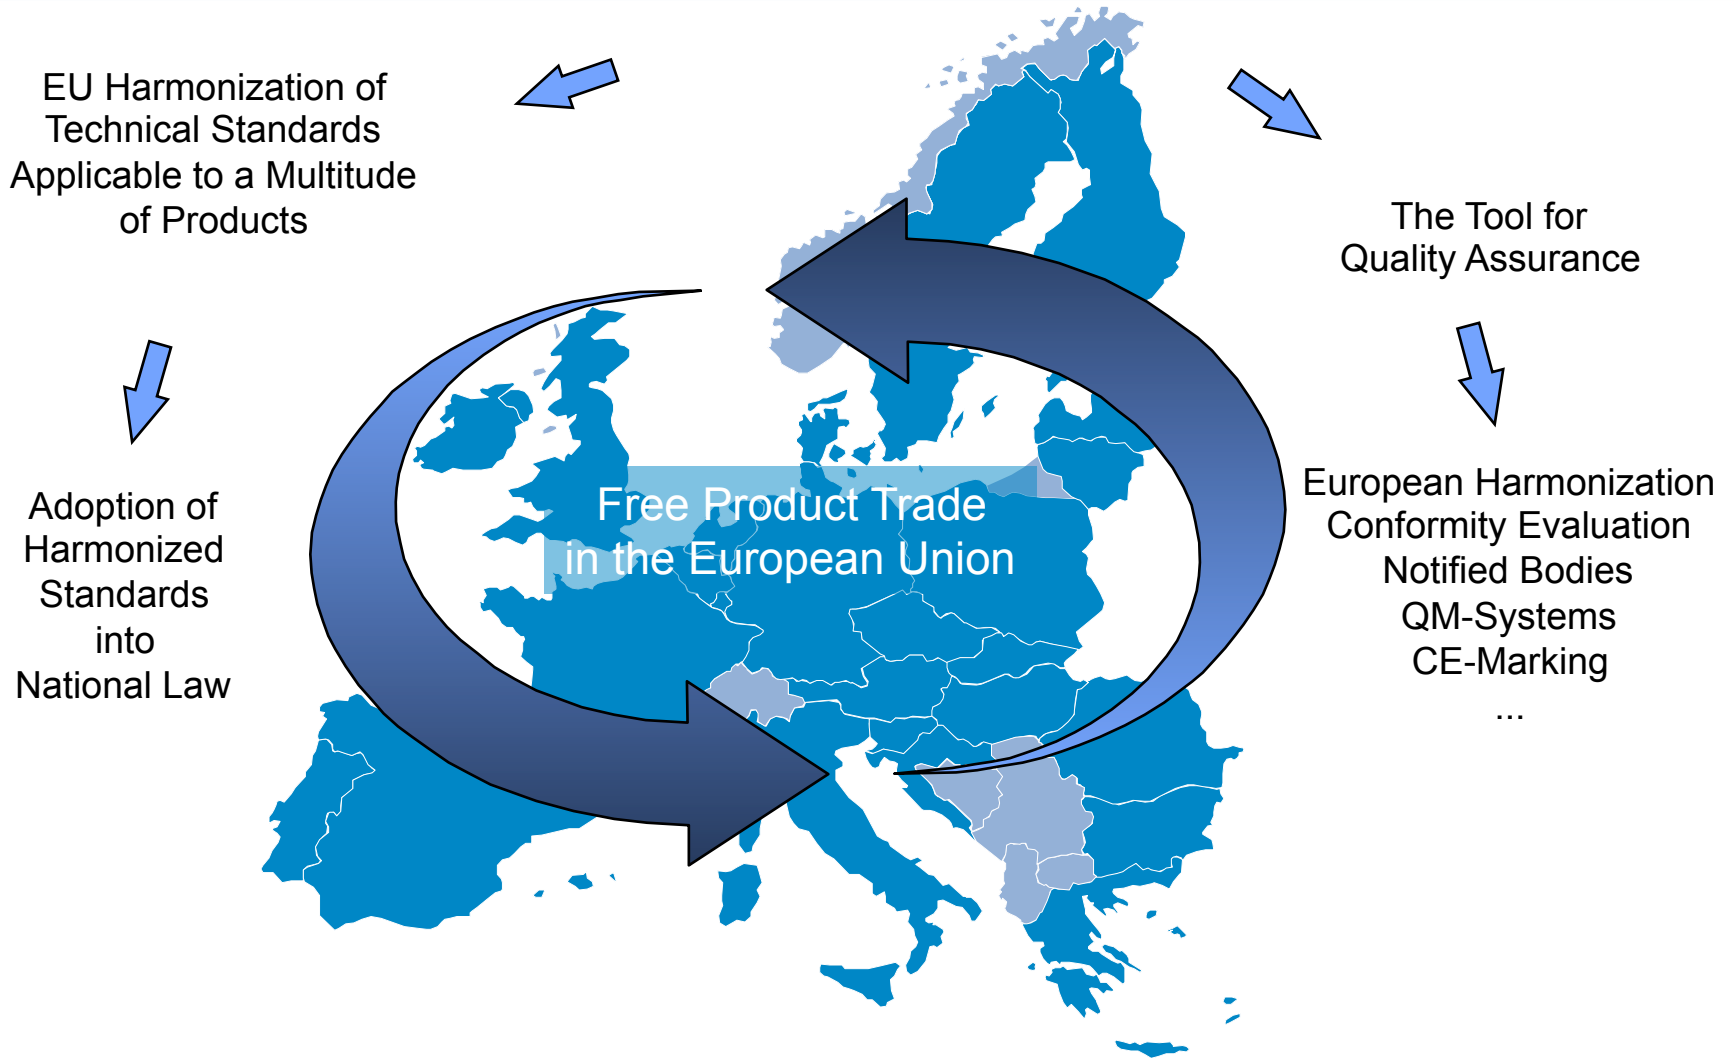 EU Harmonization of
Technical Standards
Applicable to a Multitude
of Products
The Tool for
Quality Assurance
Adoption of
Harmonized
Standards
into
National Law
Free Product Trade
in the European Union
European Harmonization
Conformity Evaluation
Notified Bodies
QM-Systems
CE-Marking
...